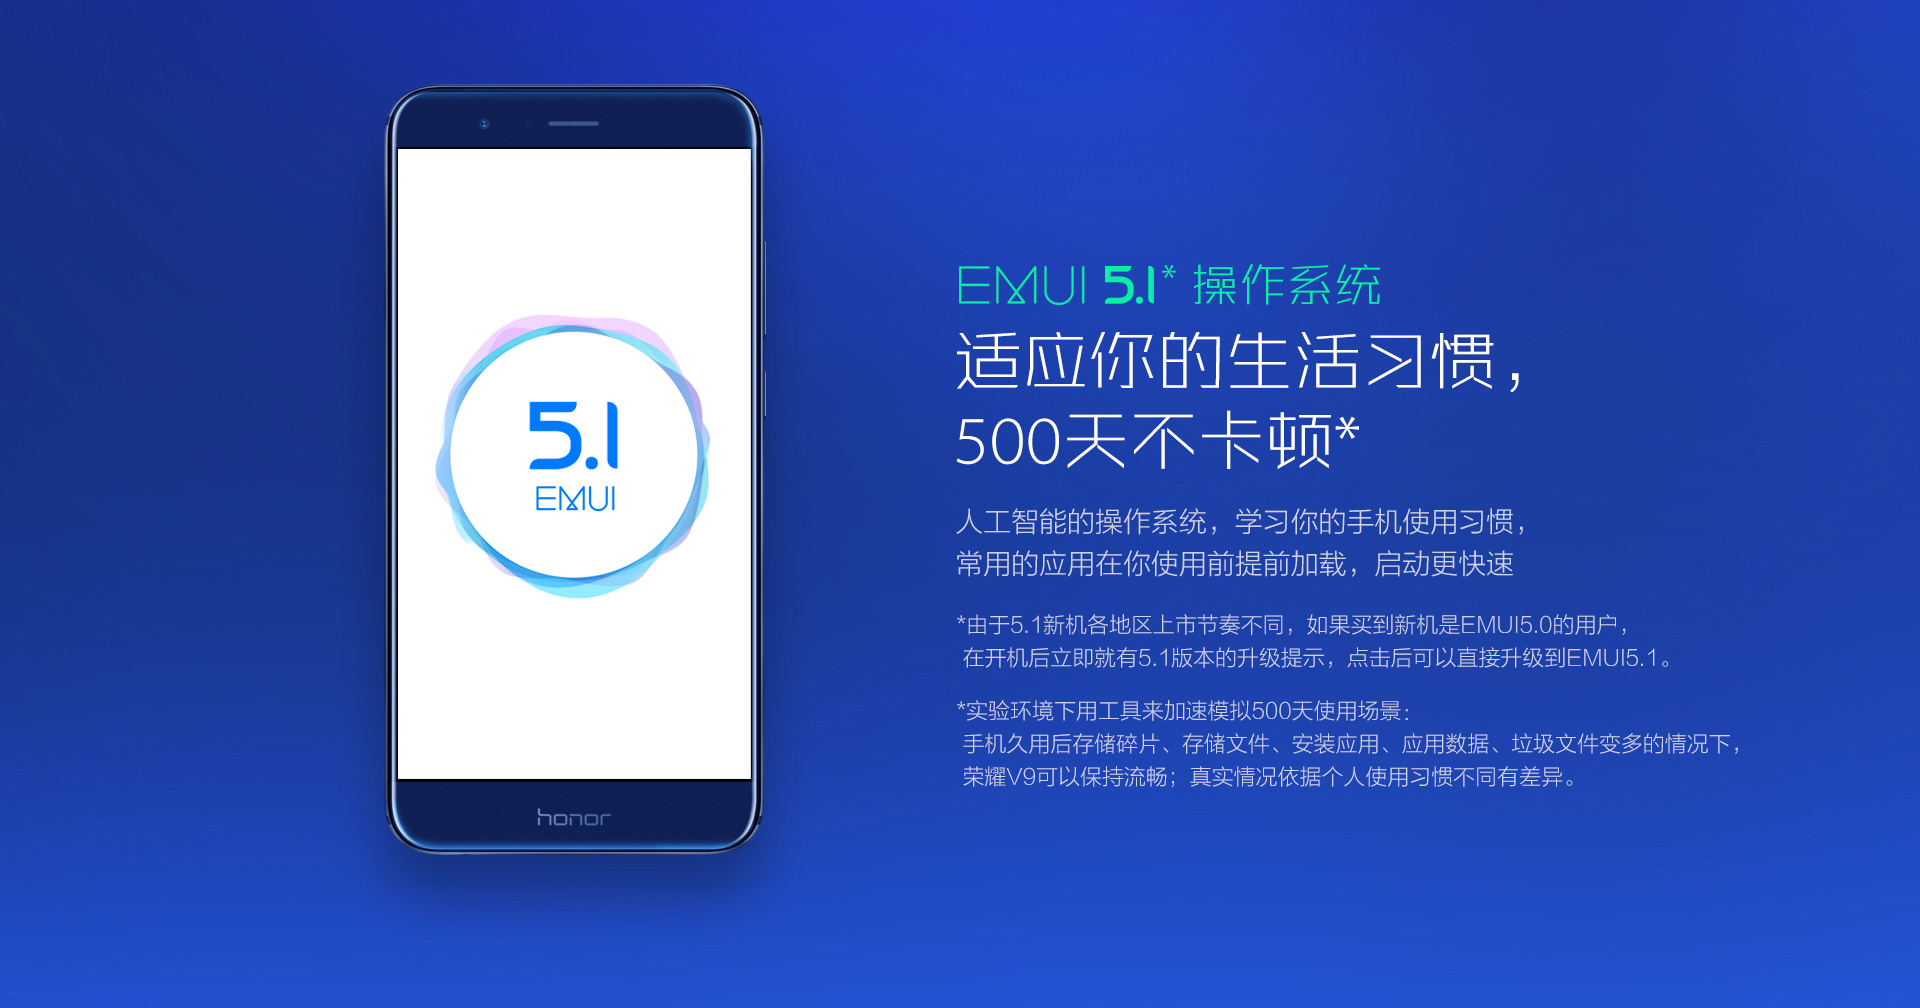 5.1
EMUI
honor
EMUI 5.1* 操作系统
适应你的生活习惯，
500天不卡顿*
人工智能的操作系统，学习你的手机使用习惯，
常用的应用在你使用前提前加载，启动更快速
*由于5.1新机各地区上市节奏不同，如果买到新机是EMUI5.0的用户，
在开机后立即就有5.1版本的升级提示，点击后可以直接升级到EMUI5.1。
*实验环境下用工具来加速模拟500天使用场景：
手机久用后存储碎片、存储文件、安装应用、应用数据、垃圾文件变多的情况下，
荣耀V9可以保持流畅；真实情况依据个人使用习惯不同有差异。